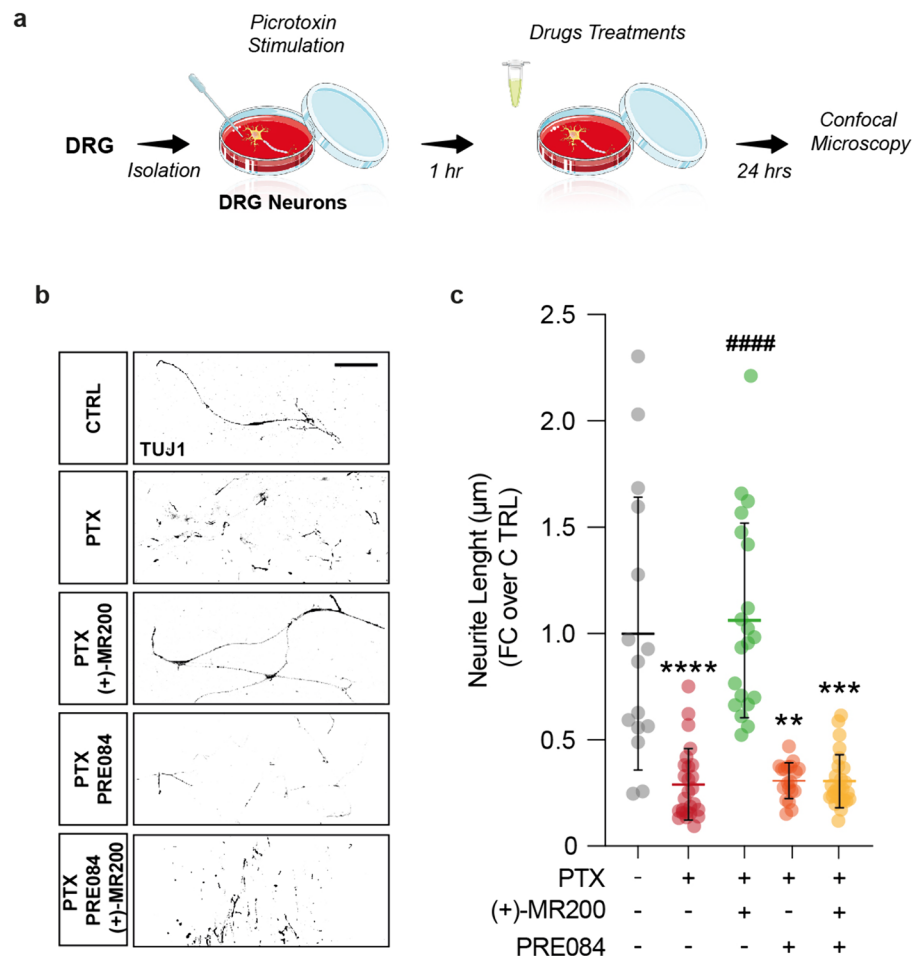 a
Picrotoxin
Stimulation
Drugs Treatments
DRG
Isolation
1 hr
24 hrs
Confocal
Microscopy
DRG Neurons
b
CTRL
TUJ1
PTX
PTX
(+)-MR200
PTX
PRE084
PTX
PRE084
(+)-MR200
c
Neurite Lenght (µm)
(FC over C TRL)
2.5
2.0
1.5
1.0
0.5
0
####
****
**
***
PTX - + + + +
(+)-MR200 - - + - +
PRE084 - - - + +